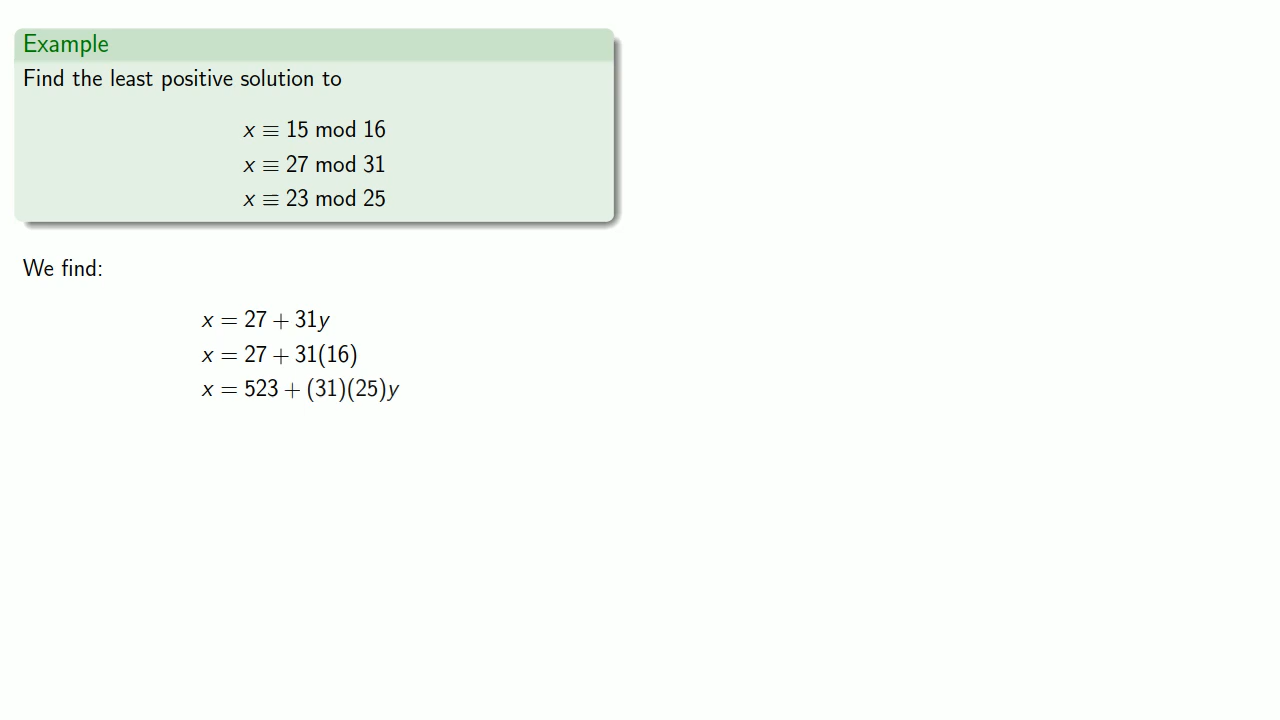 Example
Find the least positive solution to
x ≡ 15 mod 16
x ≡ 27 mod 31
x ≡ 23 mod 25
We find:
x = 27 + 31y
x = 27 + 31(16)
x = 523 + (31)(25)y